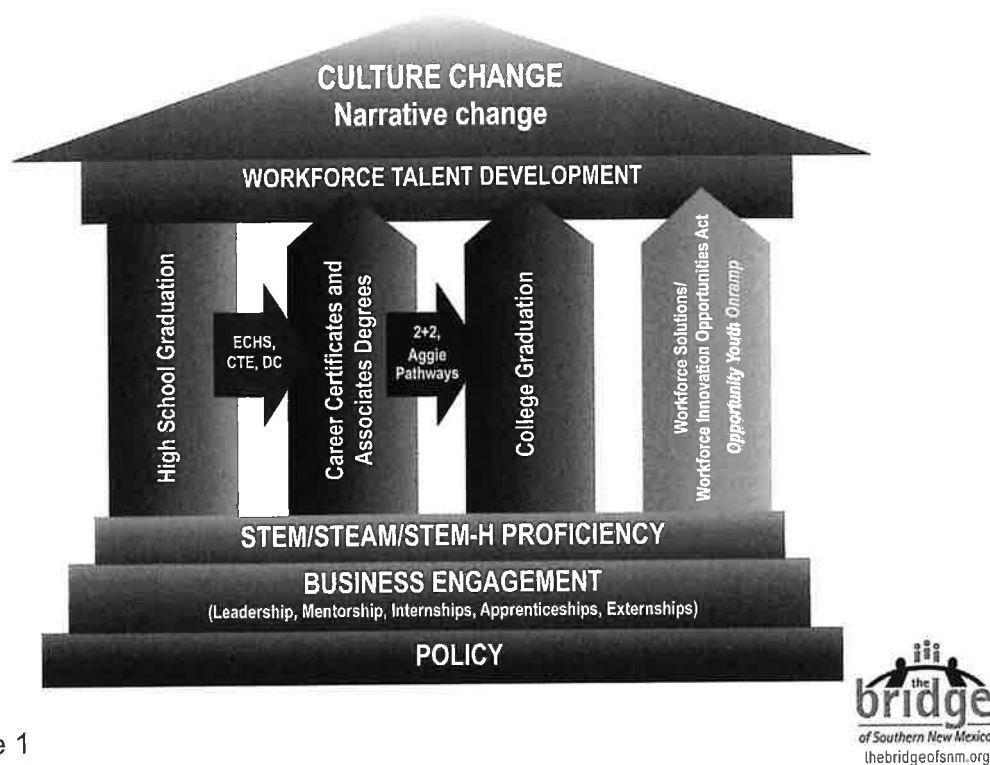 CULTURE CHANGE
Narrative change
WORKFORCE TALENT DEVELOPMENT
High School Graduation
ECHS,
CTE, DC
Career Certificates and
Associates Degrees
2+2,
Aggie
Pathways
College Graduation
Workforce Solutions/
Workforce Innovation Opportunities Act
Opportunity Youth Onramp
STEM/STEAM/STEM-H PROFICIENCY
BUSINESS ENGAGEMENT
(Leadership, Mentorship, Internships, Apprenticeships, Externships)
POLICY
the
bridge
of Southern New Mexico
thebridgeofsnm.org
e 1